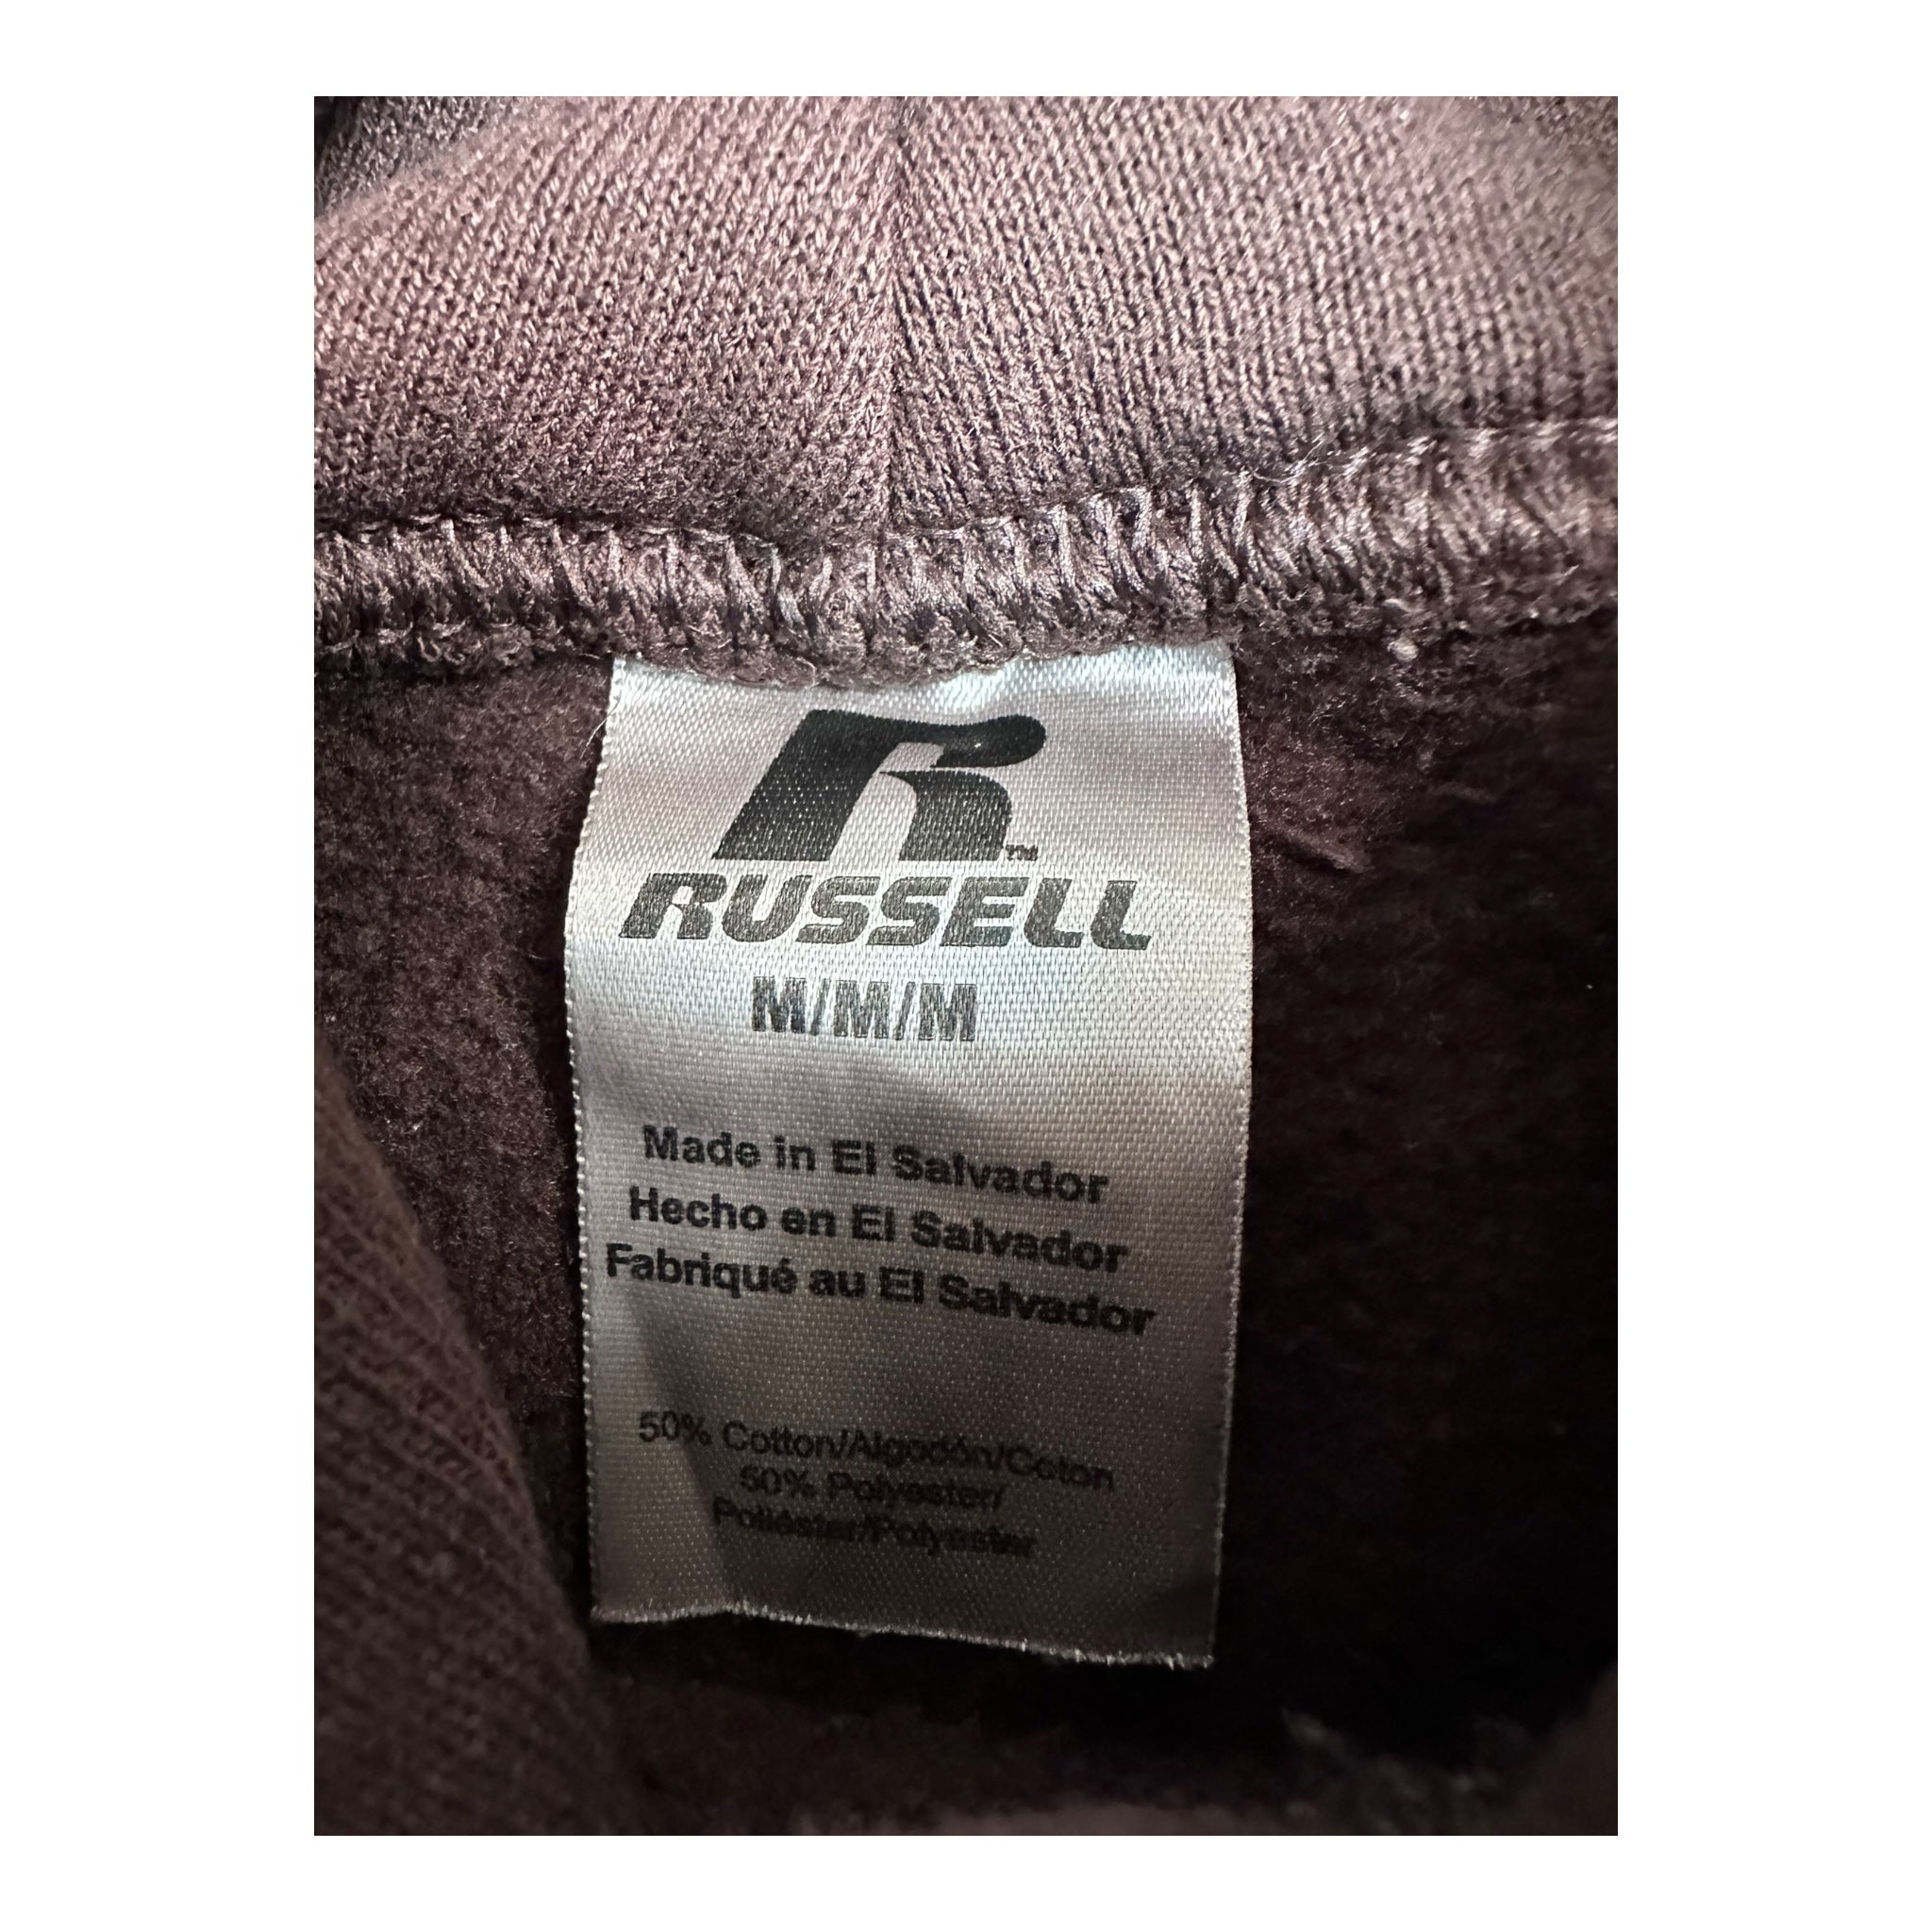 R™
RUSSELL
M/M/M
Made in El Salvador
Hecho en El Salvador
Fabriqué au El Salvador
50% Cotton/Algodón/Coton
50% Polyester/
Poliéster/Polyester